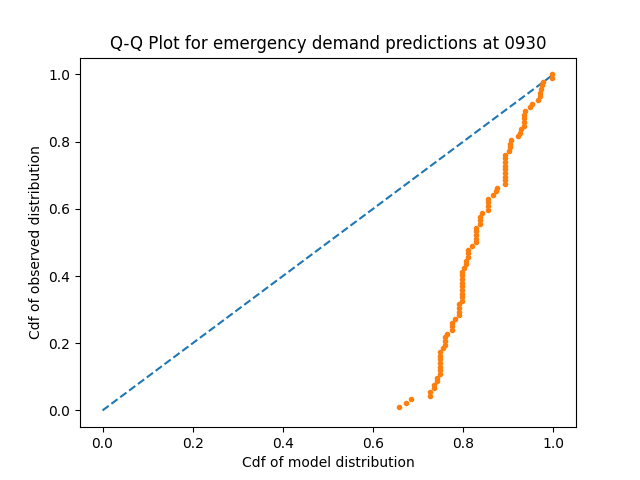 Q-Q Plot for emergency demand predictions at 0930
1.0
0.8
0.6
0.4
0.2
0.0
Cdf of observed distribution
0.0 0.2 0.4 0.6 0.8 1.0
Cdf of model distribution